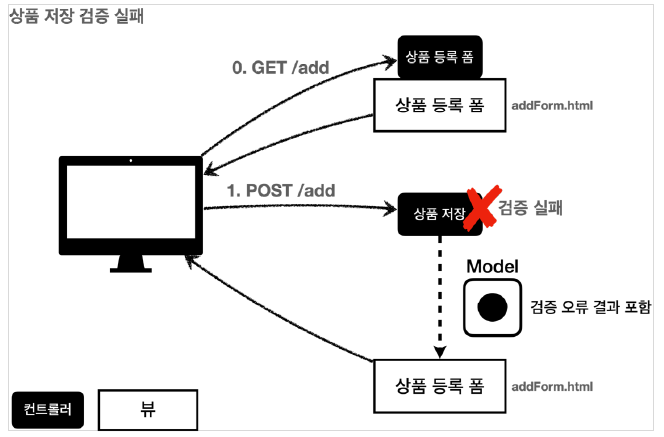 상품 저장 검증 실패
0. GET /add
상품 등록 폼
상품 등록 폼
addForm.html
1. POST /add
상품 저장
검증 실패
Model
검증 오류 결과 포함
상품 등록 폼
addForm.html
컨트롤러
뷰